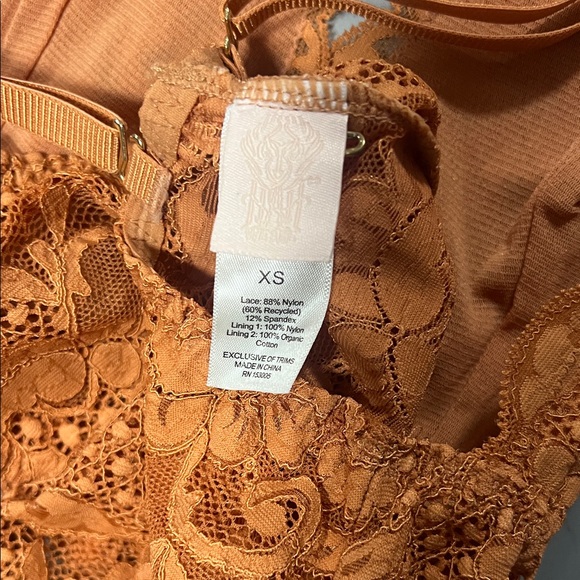 XS
Lace: 88% Nylon
(60% Recycled)
12% Spandex
Lining 1: 100% Nylon
Lining 2: 100% Organic
Cotton
EXCLUSIVE OF TRIMS
MADE IN CHINA
RN 153005